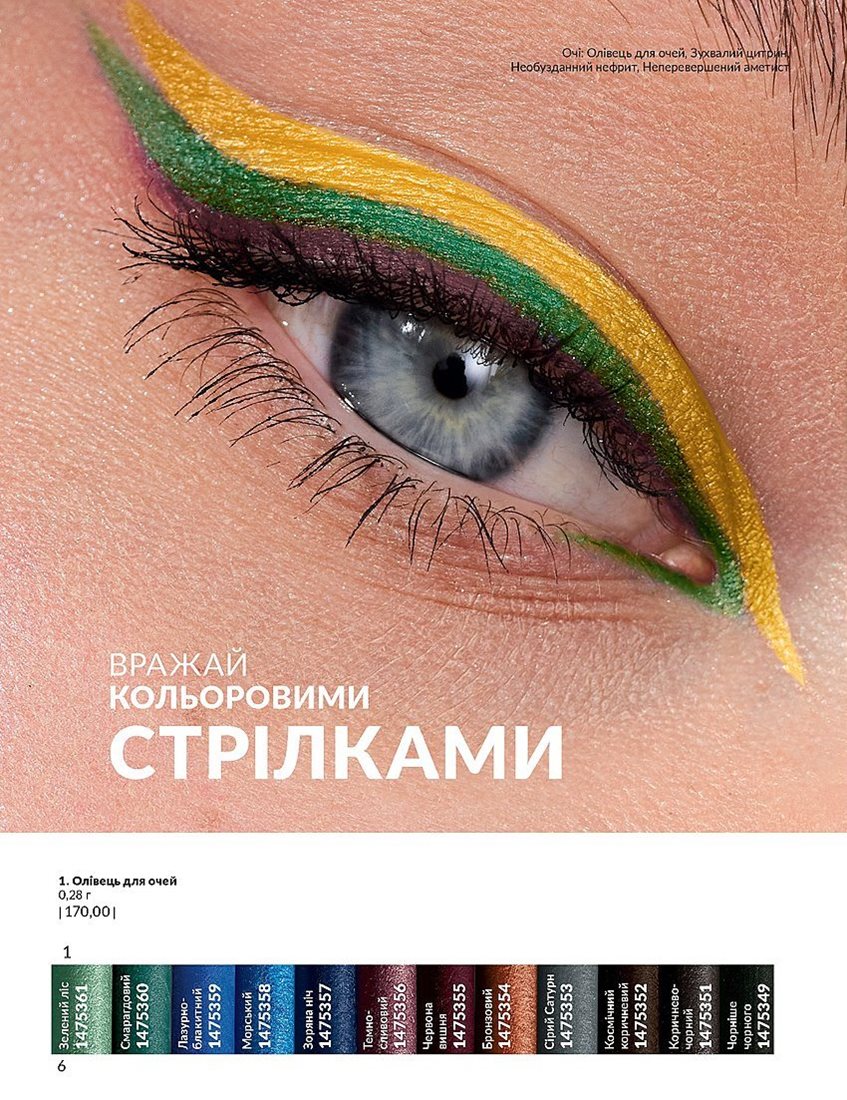 Очі: Олівець для очей, Зухвалий цитрин,
Необузданний нефрит, Неперевершений аметист
ВРАЖАЙ
КОЛЬОРОВИМИ
СТРІЛКАМИ
1. Олівець для очей
0,28 г
| 170,00 |
1
Зелений ліс
1475361
Смарагдовий
1475360
Лазурно-
блакитний
1475359
Морський
1475358
Зоряна ніч
1475357
Темно-
сливовий
1475356
Червона
вишня
1475355
Бронзовий
1475354
Сірий Сатурн
1475353
Космічний
коричневий
1475352
Коричнєво-
чорний
1475351
Чорніше
чорного
1475349
6